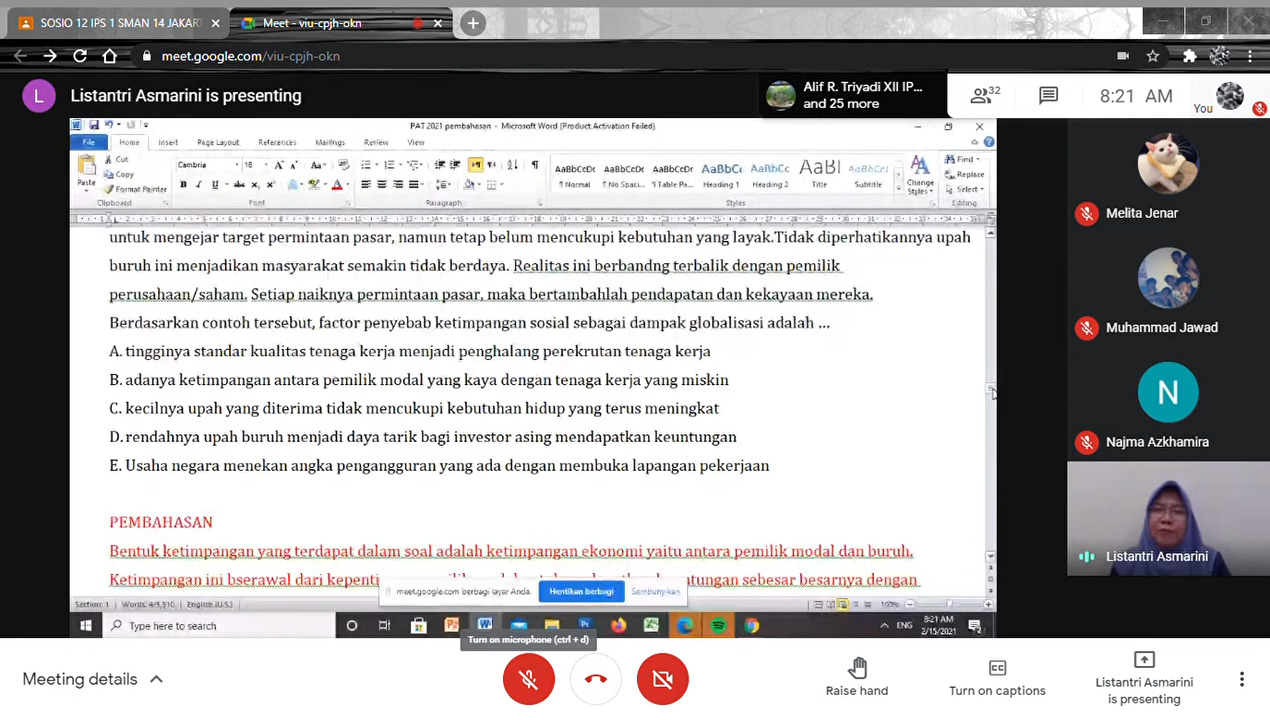 SOSIO 12 IPS 1 SMAN 14 JAKAR
Meet - viu-cpjh-okn
meet.google.com/viu-cpjh-okn
L
Listantri Asmarini is presenting
Alif R. Triyadi XII IP...
and 25 more
32
8:21 AM
You
PAT 2021 pembahasan - Microsoft Word (Product Activation Failed)
File Home Insert Page Layout References Mailings Review View
Paste
Cut
Copy
Format Painter
Clipboard
Cambria
Font
Paragraph
AaBbCcDc
¶ Normal
AaBbCcDc
¶ No Spaci...
AaBbCcDc
¶ Table Pa...
AaBbCc
Heading 1
AaBbCc
Heading 2
AaBl
Title
AaBbCc
Subtitle
Change Styles
Styles
Find
Replace
Select
Editing
untuk mengejar target permintaan pasar, namun tetap belum mencukupi kebutuhan yang layak.Tidak diperhatikannya upah
buruh ini menjadikan masyarakat semakin tidak berdaya. Realitas ini berbandng terbalik dengan pemilik
perusahaan/saham. Setiap naiknya permintaan pasar, maka bertambahlah pendapatan dan kekayaan mereka.
Berdasarkan contoh tersebut, factor penyebab ketimpangan sosial sebagai dampak globalisasi adalah ...
A. tingginya standar kualitas tenaga kerja menjadi penghalang perekrutan tenaga kerja
B. adanya ketimpangan antara pemilik modal yang kaya dengan tenaga kerja yang miskin
C. kecilnya upah yang diterima tidak mencukupi kebutuhan hidup yang terus meningkat
D. rendahnya upah buruh menjadi daya tarik bagi investor asing mendapatkan keuntungan
E. Usaha negara menekan angka pengangguran yang ada dengan membuka lapangan pekerjaan
PEMBAHASAN
Bentuk ketimpangan yang terdapat dalam soal adalah ketimpangan ekonomi yaitu antara pemilik modal dan buruh.
Ketimpangan ini bserawal dari sebesar besarnya dengan
meet.google.com berbagi layar Anda.
Hentikan berbagi
Sembunyikan
Section: 1
English (U.S.)
100%
Type here to search
ENG
8:21 AM
2/15/2021
Turn on microphone (ctrl + d)
Melita Jenar
Muhammad Jawad
N
Najma Azkhamira
Listantri Asmarini
Meeting details
Raise hand
Turn on captions
Listantri Asmarini
is presenting